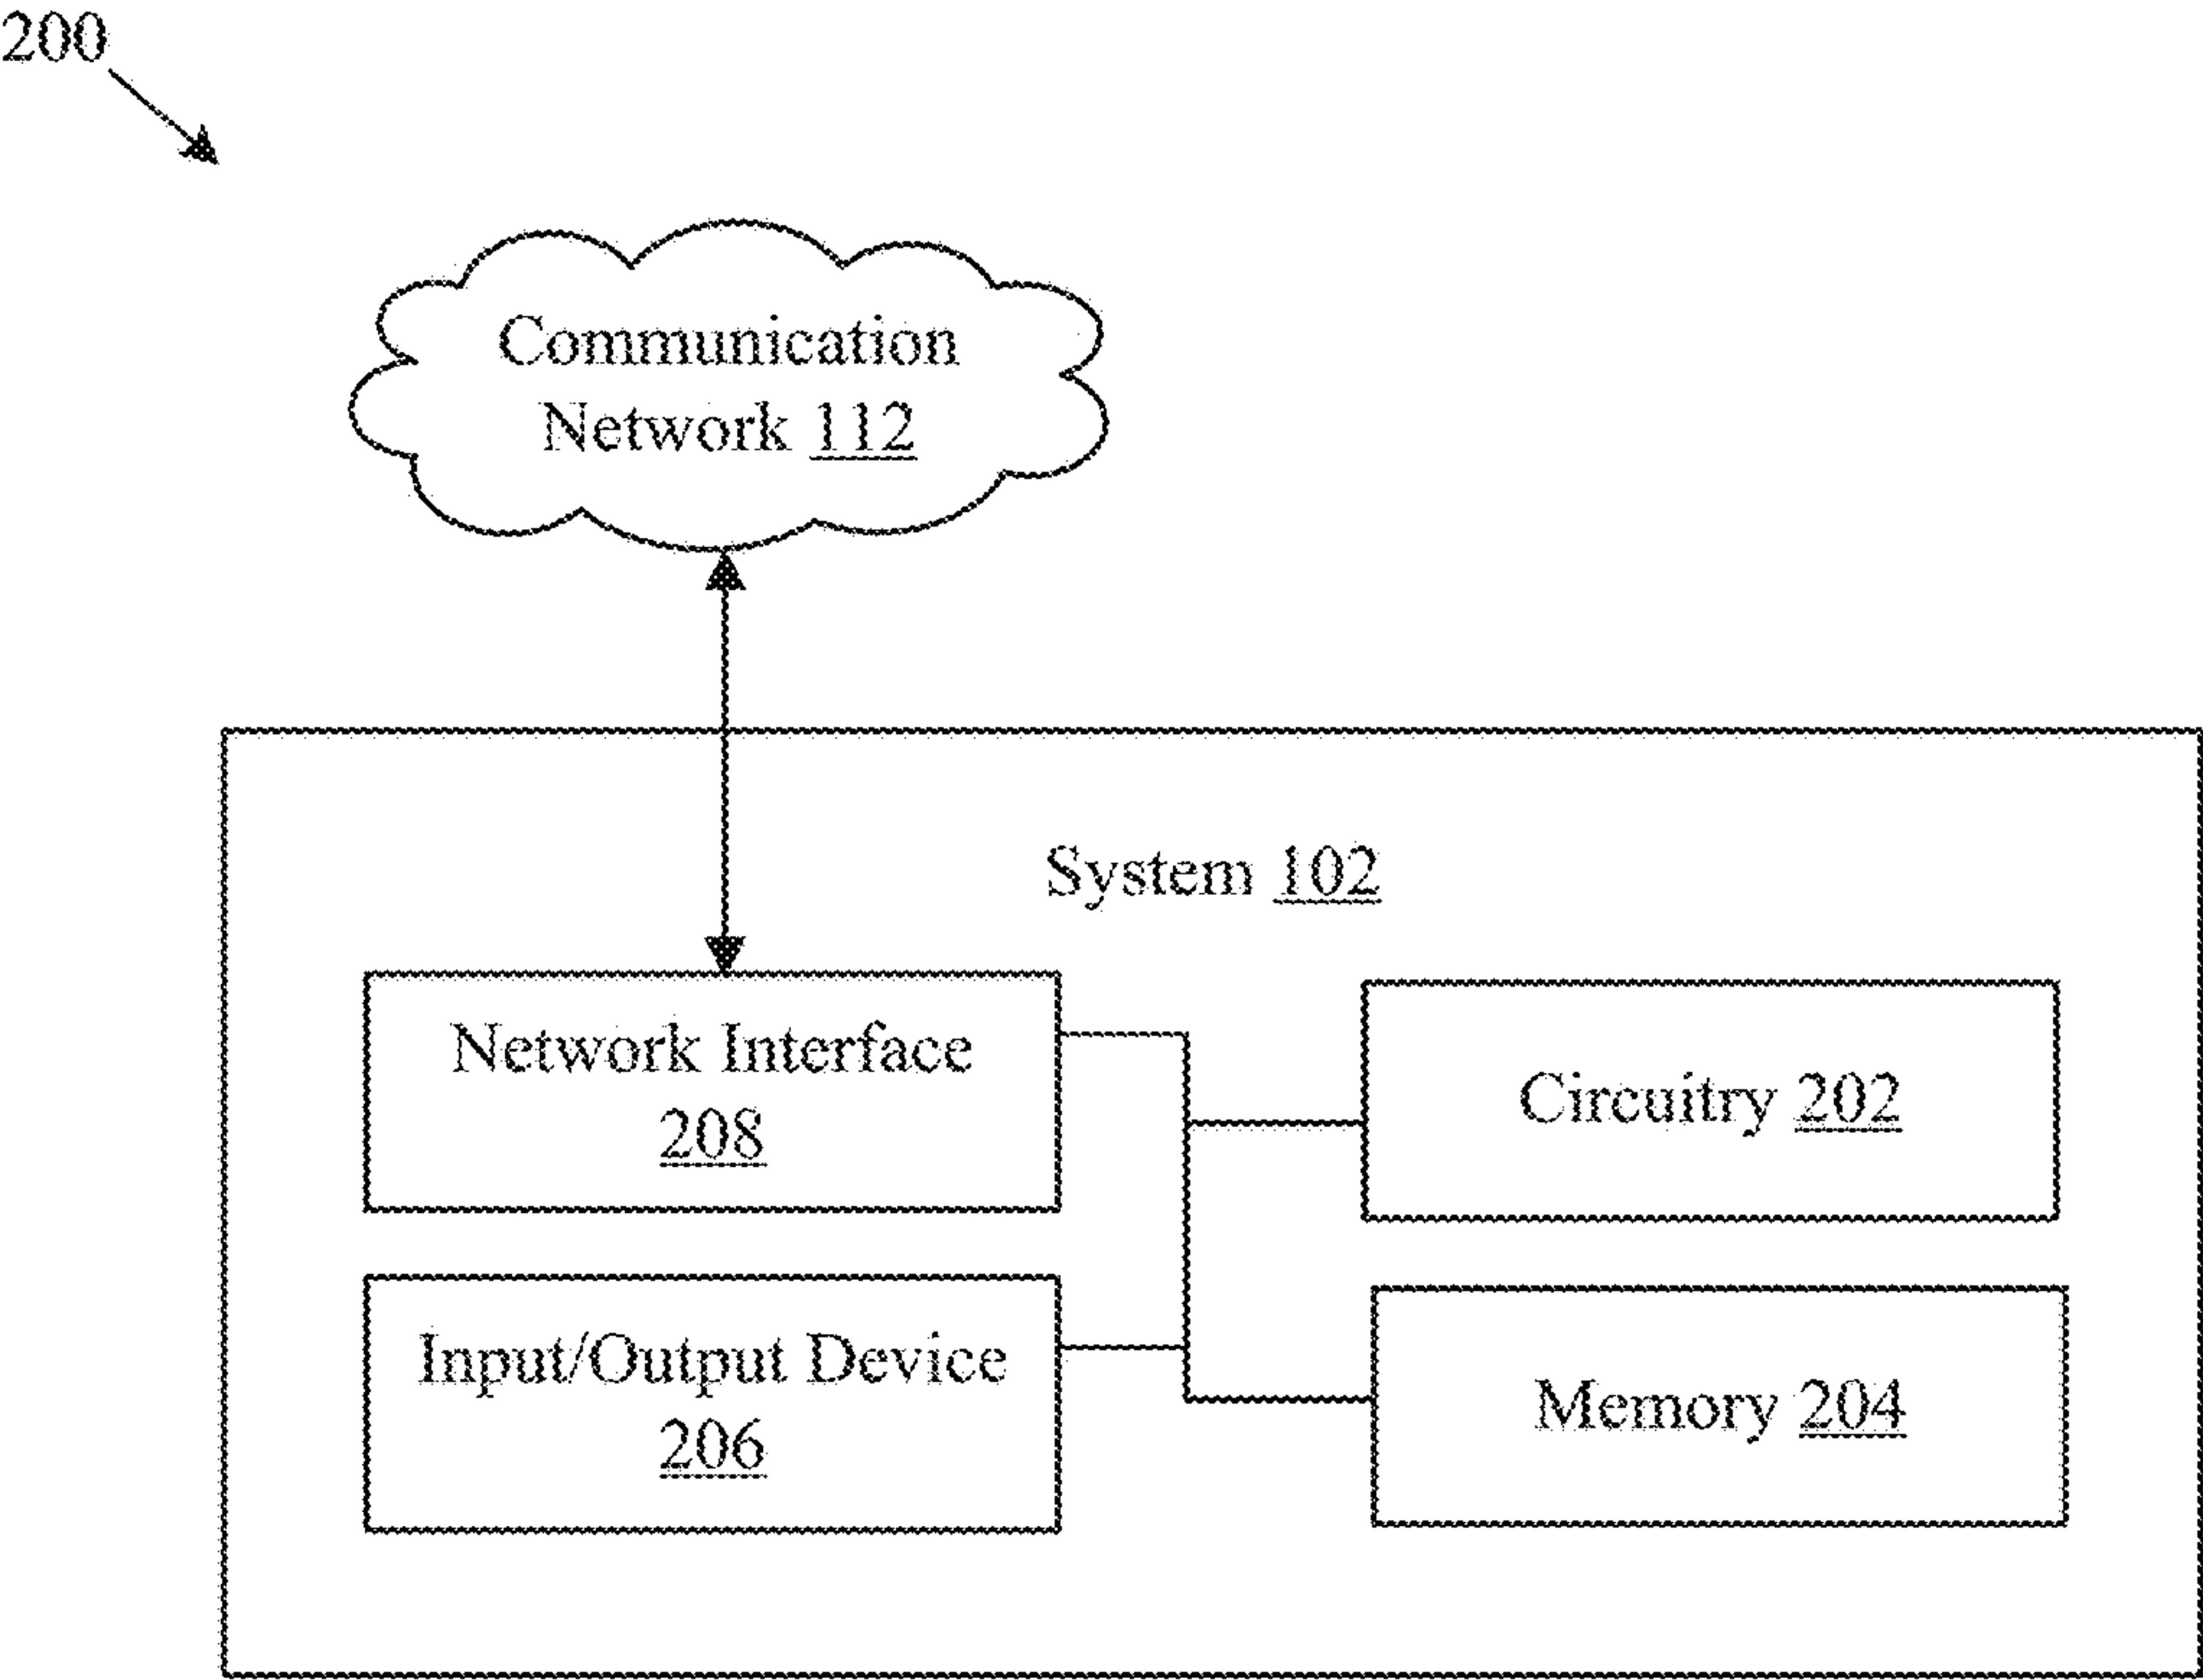 200
Communication
Network 112
System 102
Network Interface
208
Circuitry 202
Input/Output Device
206
Memory 204